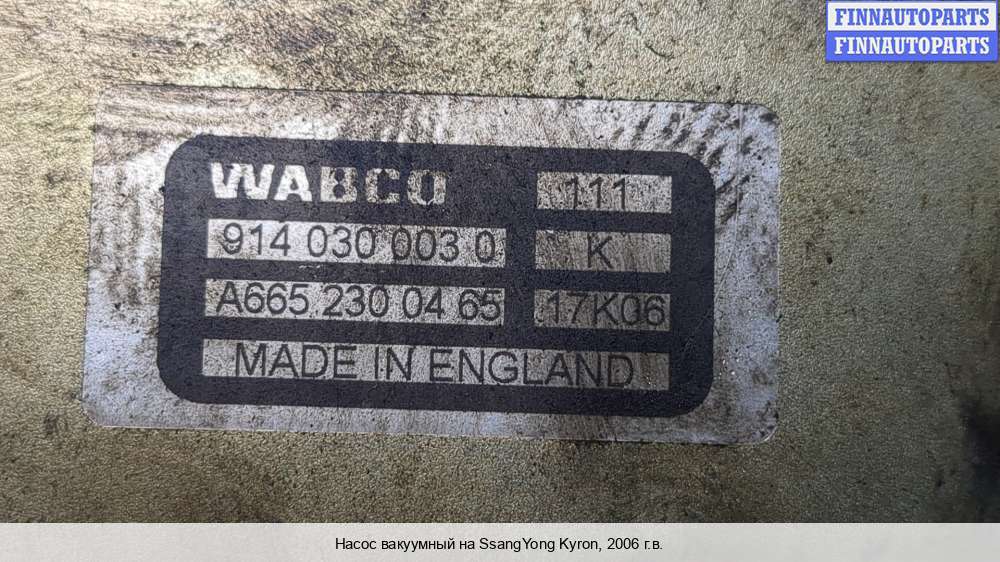 FINNAUTOPARTS
FINNAUTOPARTS
WABCO 111
914 030 003 0 K
A665 230 04 65 17K06
MADE IN ENGLAND
Насос вакуумный на SsangYong Kyron, 2006 г.в.